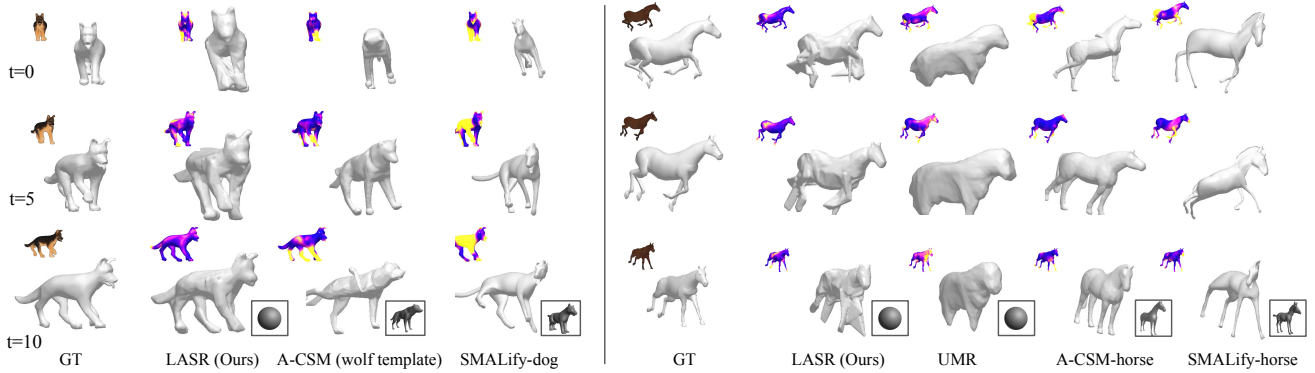 t=0
t=5
t=10
GT LASR (Ours) A-CSM (wolf template) SMALify-dog GT LASR (Ours) UMR A-CSM-horse SMALify-horse